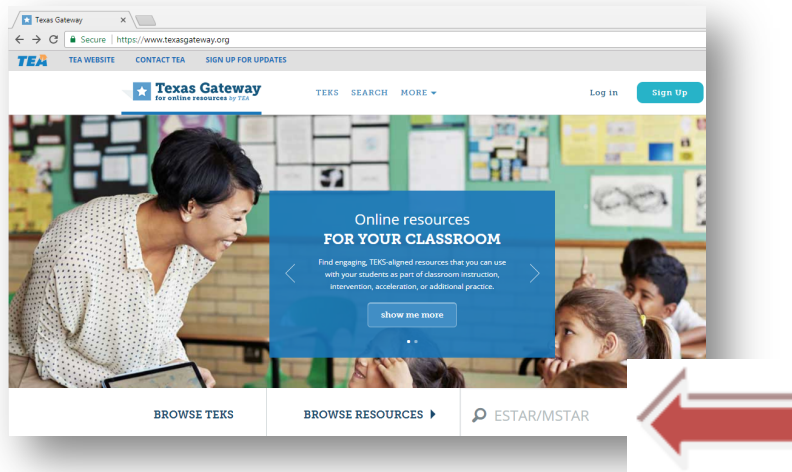 Texas Gateway
Secure | https://www.texasgateway.org
TEA TEA WEBSITE CONTACT TEA SIGN UP FOR UPDATES
Texas Gateway
for online resources by TEA
TEKS SEARCH MORE Log in Sign Up
Online resources
FOR YOUR CLASSROOM
Find engaging, TEKS-aligned resources that you can use
with your students as part of classroom instruction,
intervention, acceleration, or additional practice.
show me more
BROWSE TEKS BROWSE RESOURCES ESTAR/MSTAR